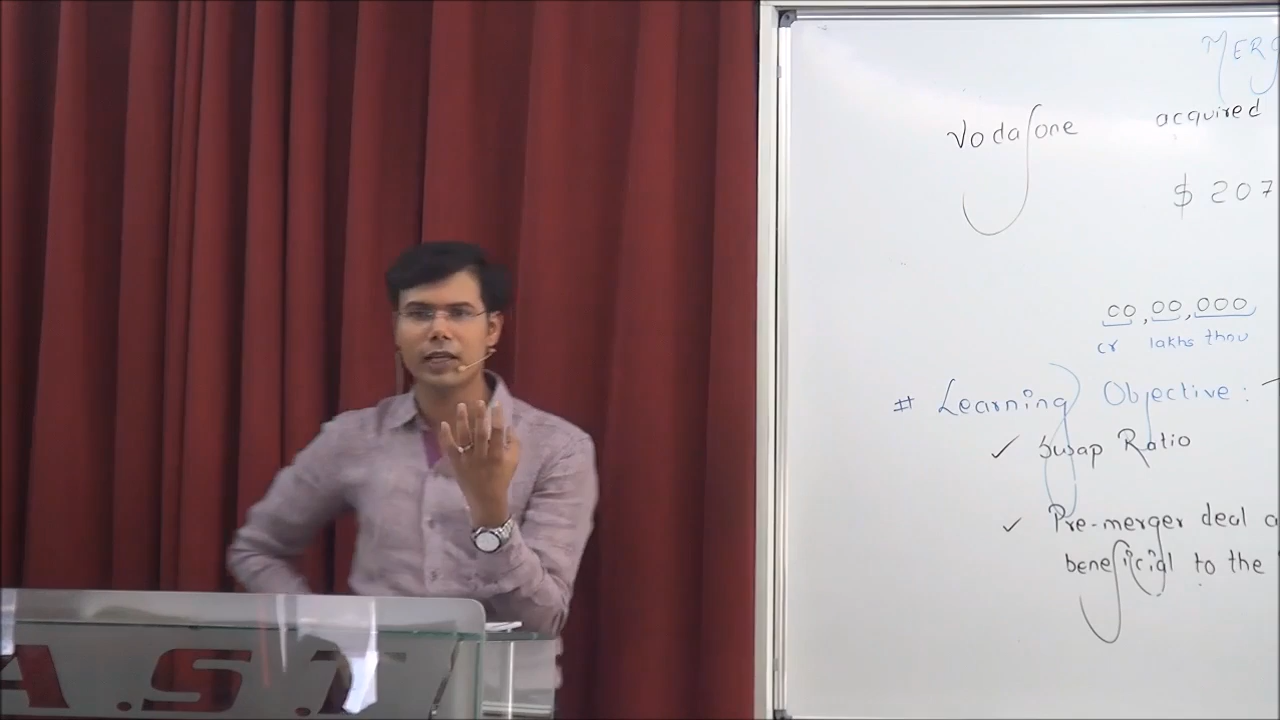 MERG
Vodafone acquired
$ 207
00,00,000
cr lakhs thou
# Learning Objective :
✓ Swap Ratio
✓ Pre-merger deal a
beneficial to the
A.S.T